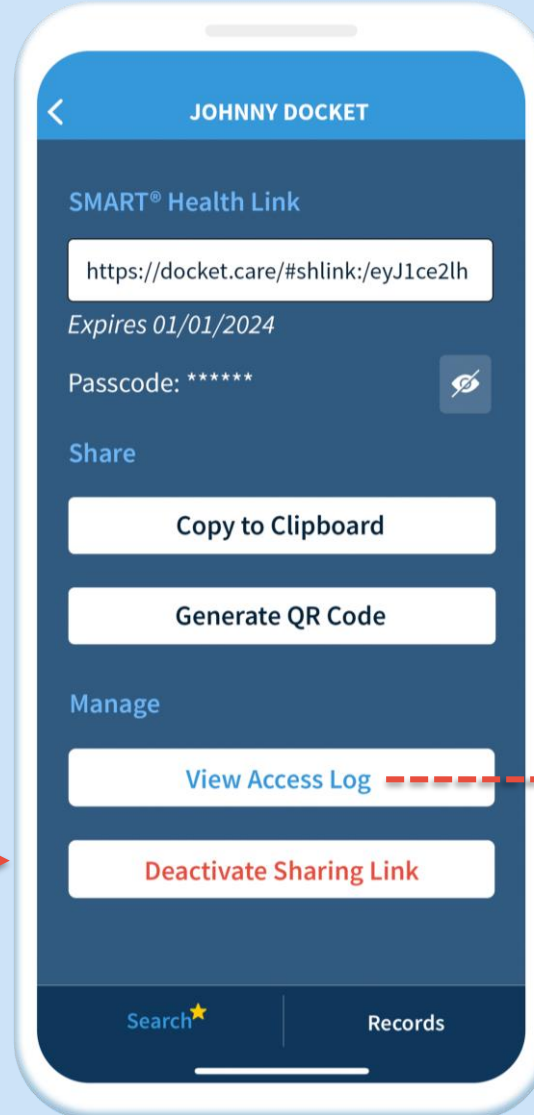 JOHNNY DOCKET
SMART® Health Link
https://docket.care/#shlink:/eyJ1ce2lh
Expires 01/01/2024
Passcode: ******
Share
Copy to Clipboard
Generate QR Code
Manage
View Access Log
Deactivate Sharing Link
Search
Records